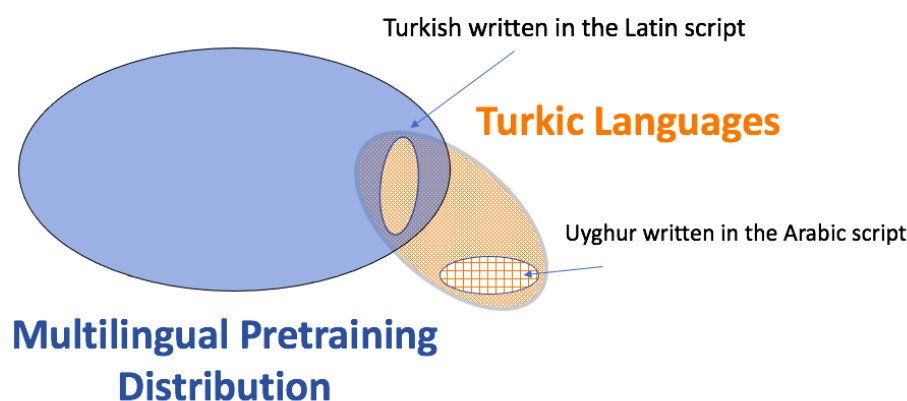 Turkish written in the Latin script
Turkic Languages
Uyghur written in the Arabic script
Multilingual Pretraining
Distribution